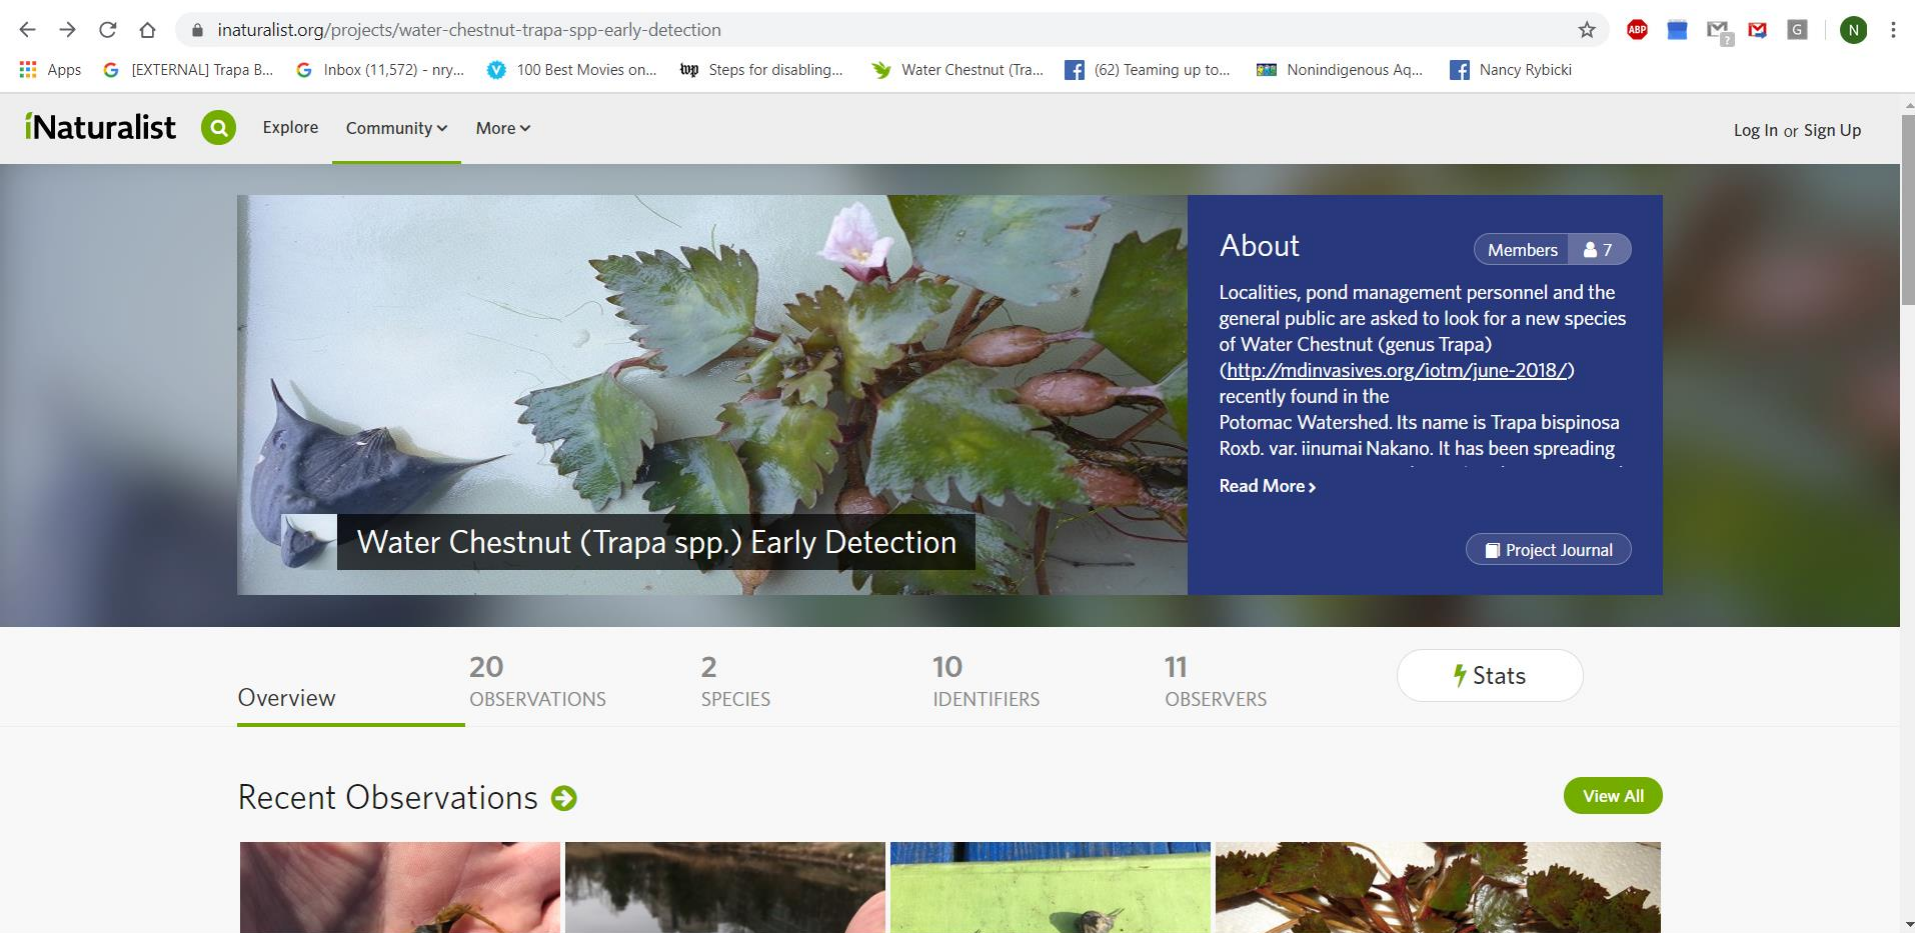 inaturalist.org/projects/water-chestnut-trapa-spp-early-detection
ABP
?
G
N
Apps
G [EXTERNAL] Trapa B...
G Inbox (11,572) - nry...
V 100 Best Movies on...
wp Steps for disabling...
Water Chestnut (Tra...
f (62) Teaming up to...
Nonindigenous Aq...
f Nancy Rybicki
iNaturalist
Explore
Community
More
Log In or Sign Up
About
Members 7
Localities, pond management personnel and the
general public are asked to look for a new species
of Water Chestnut (genus Trapa)
(http://mdinvasives.org/iotm/june-2018/)
recently found in the
Potomac Watershed. Its name is Trapa bispinosa
Roxb. var. iinumai Nakano. It has been spreading
Read More
Project Journal
Water Chestnut (Trapa spp.) Early Detection
Overview
20
OBSERVATIONS
2
SPECIES
10
IDENTIFIERS
11
OBSERVERS
Stats
Recent Observations
View All